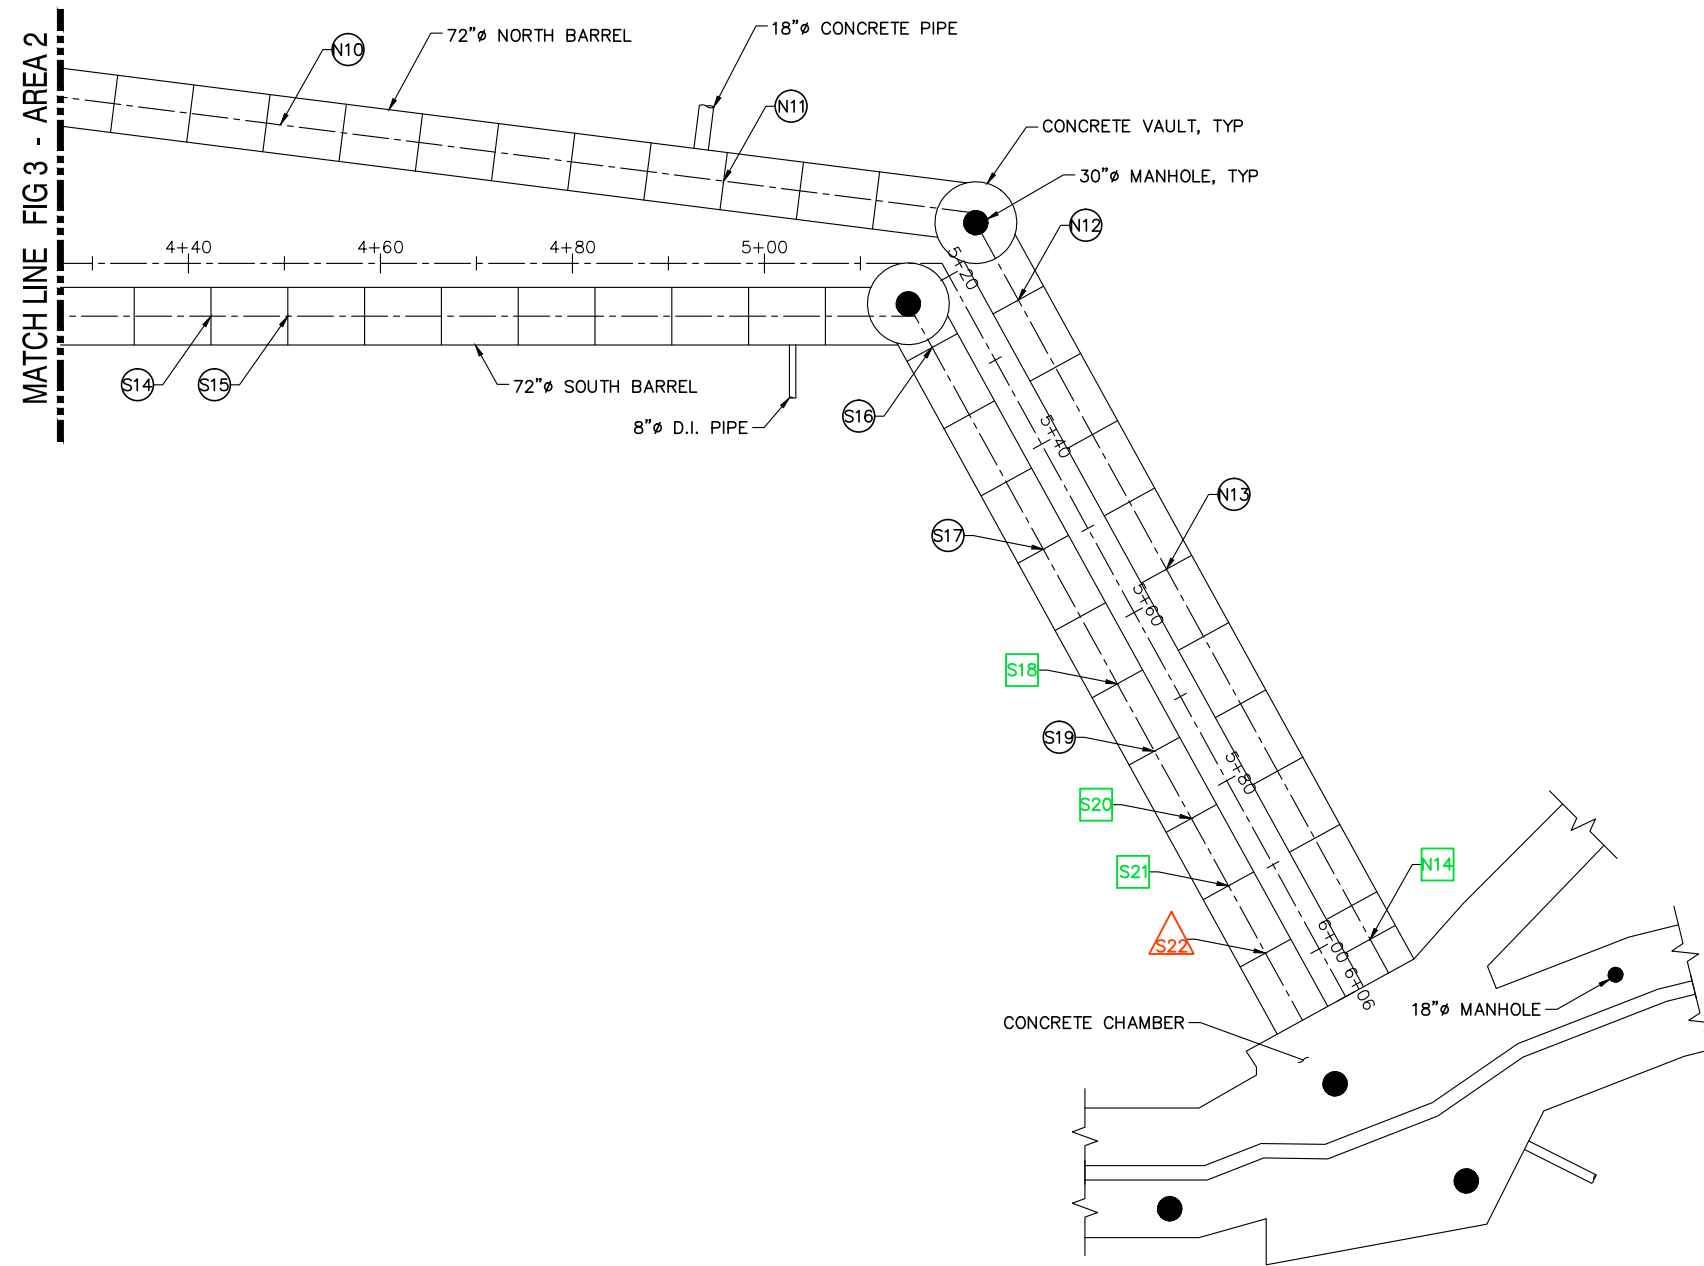 MATCH LINE FIG 3 - AREA 2
N10
72"ø NORTH BARREL
18"ø CONCRETE PIPE
N11
CONCRETE VAULT, TYP
30"ø MANHOLE, TYP
N12
4+40
4+60
4+80
5+00
5+20
S14
S15
72"ø SOUTH BARREL
8"ø D.I. PIPE
S16
5+40
N13
S17
5+60
S18
S19
5+80
S20
S21
N14
S22
6+00
6+06
18"ø MANHOLE
CONCRETE CHAMBER